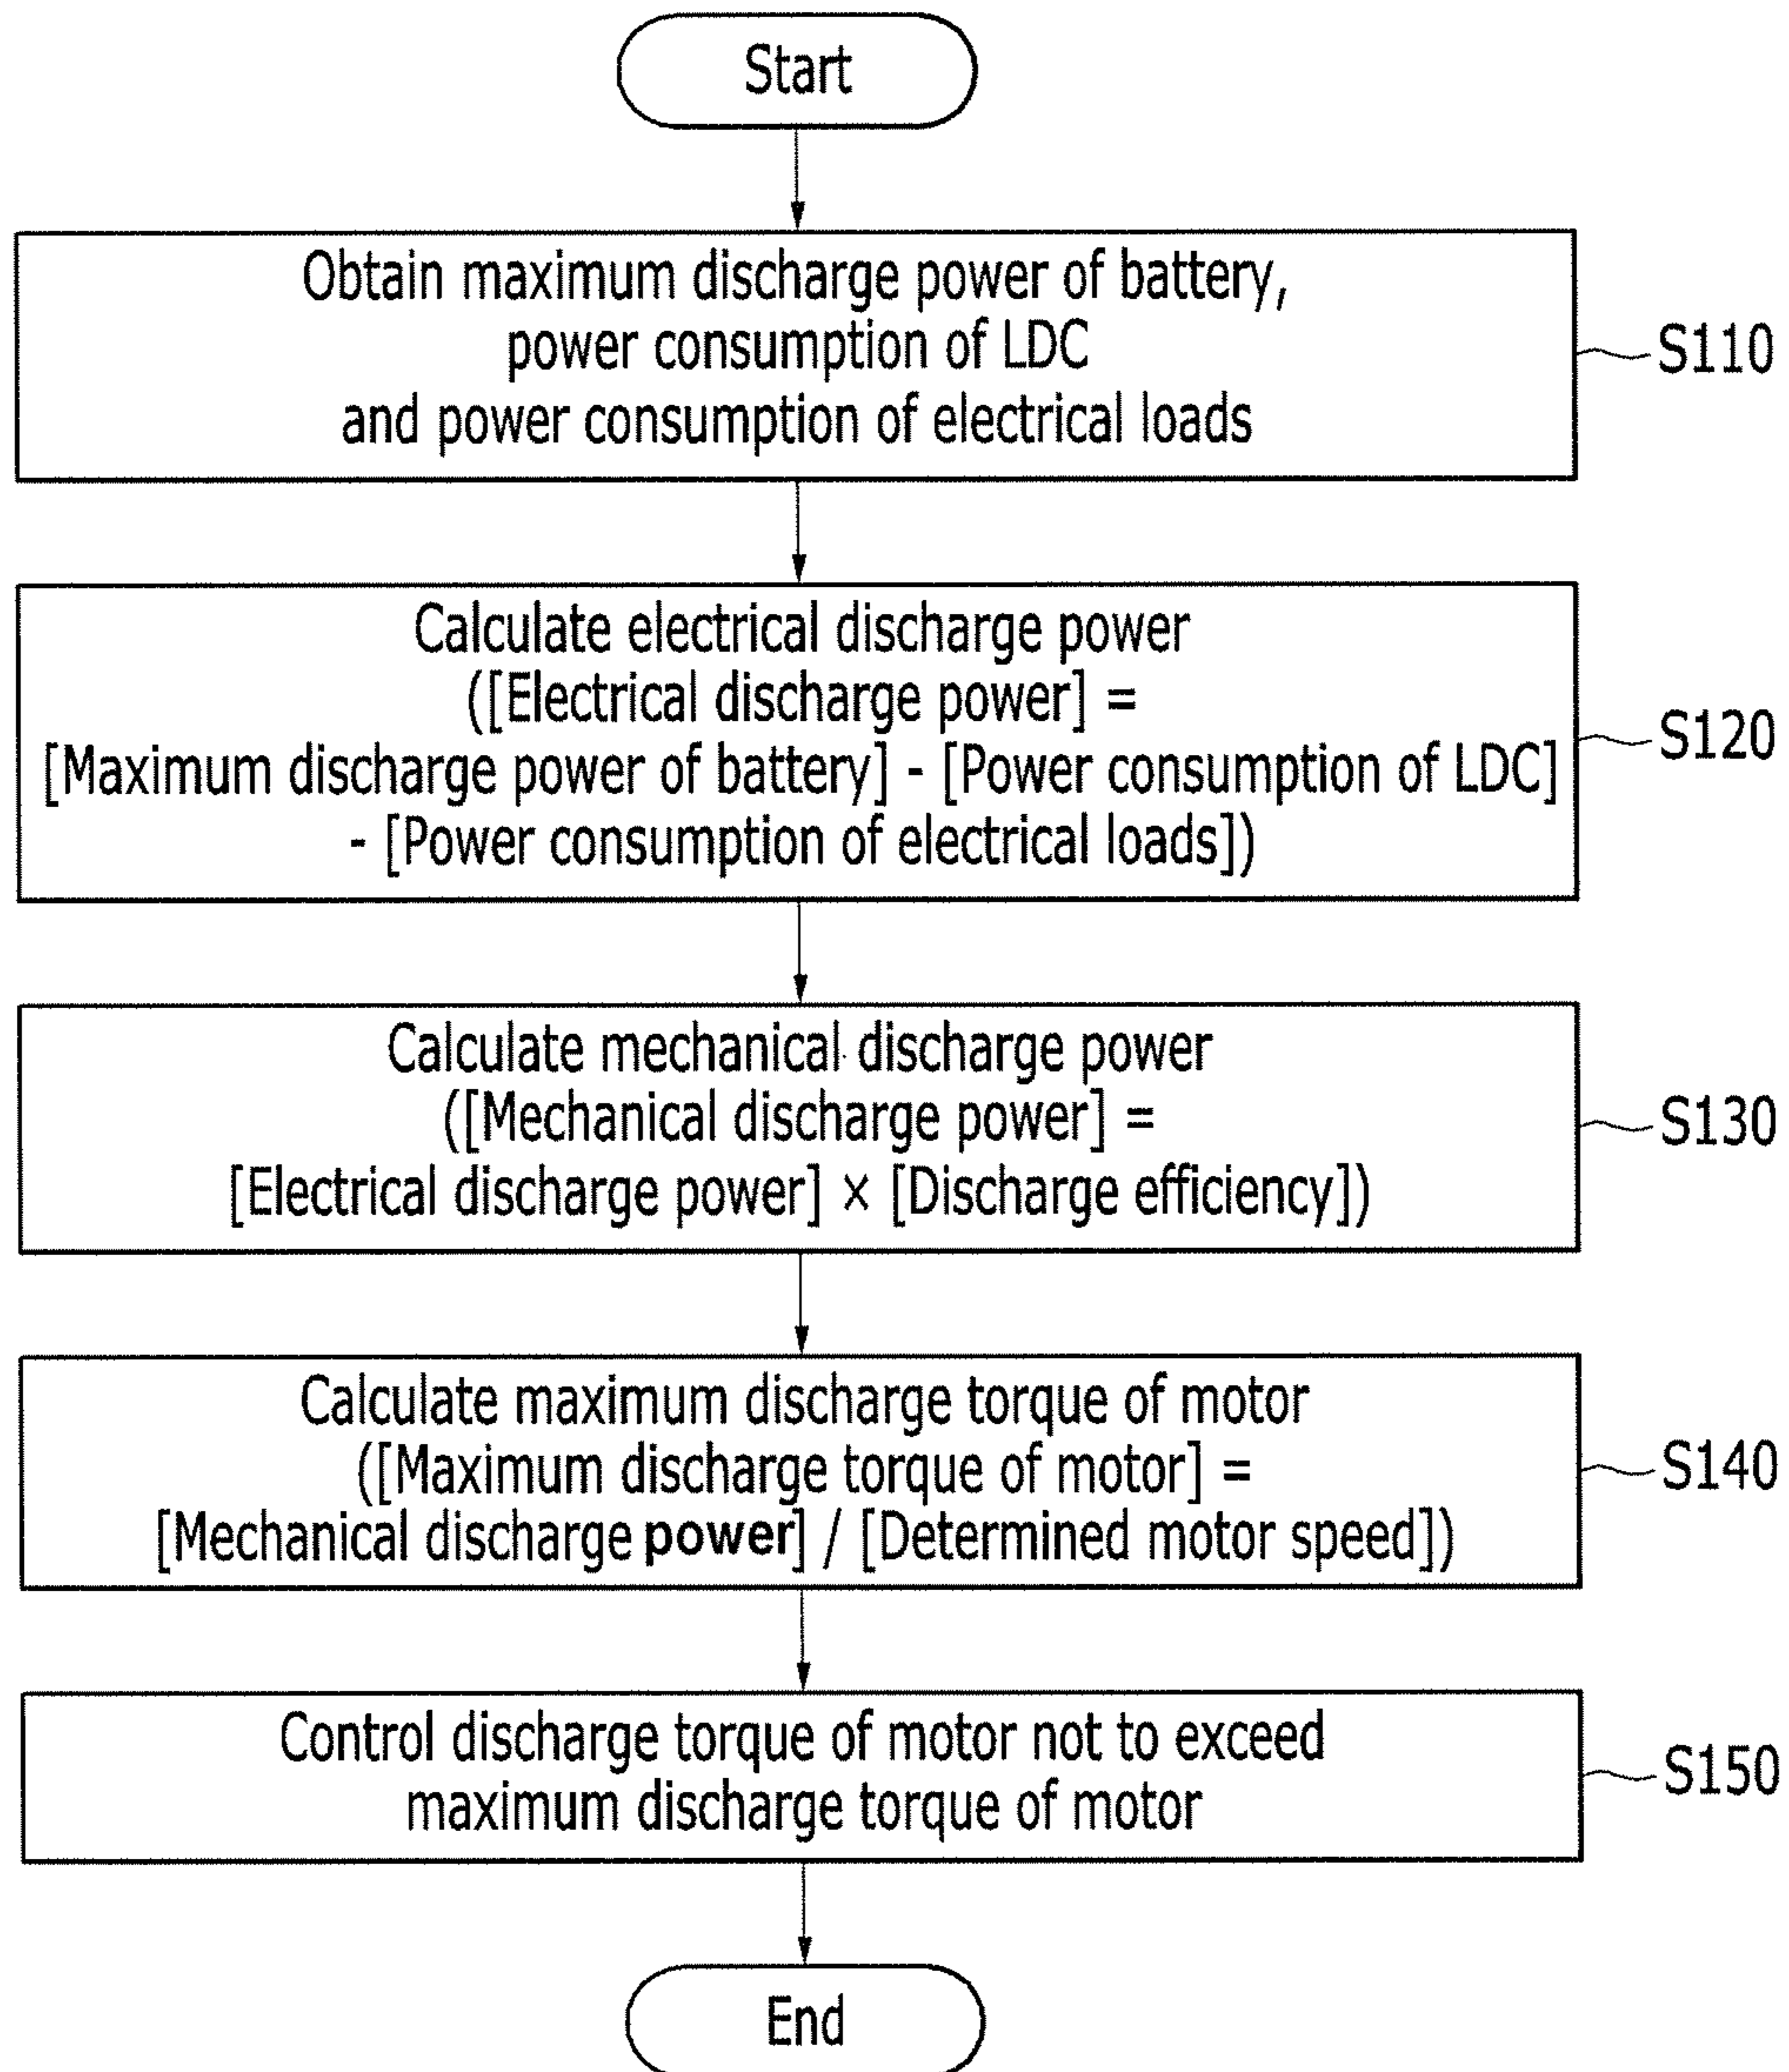 Start
Obtain maximum discharge power of battery,
power consumption of LDC
and power consumption of electrical loads
S110
Calculate electrical discharge power
([Electrical discharge power] =
[Maximum discharge power of battery] - [Power consumption of LDC]
- [Power consumption of electrical loads])
S120
Calculate mechanical discharge power
([Mechanical discharge power] =
[Electrical discharge power] × [Discharge efficiency])
S130
Calculate maximum discharge torque of motor
([Maximum discharge torque of motor] =
[Mechanical discharge power] / [Determined motor speed])
S140
Control discharge torque of motor not to exceed
maximum discharge torque of motor
S150
End